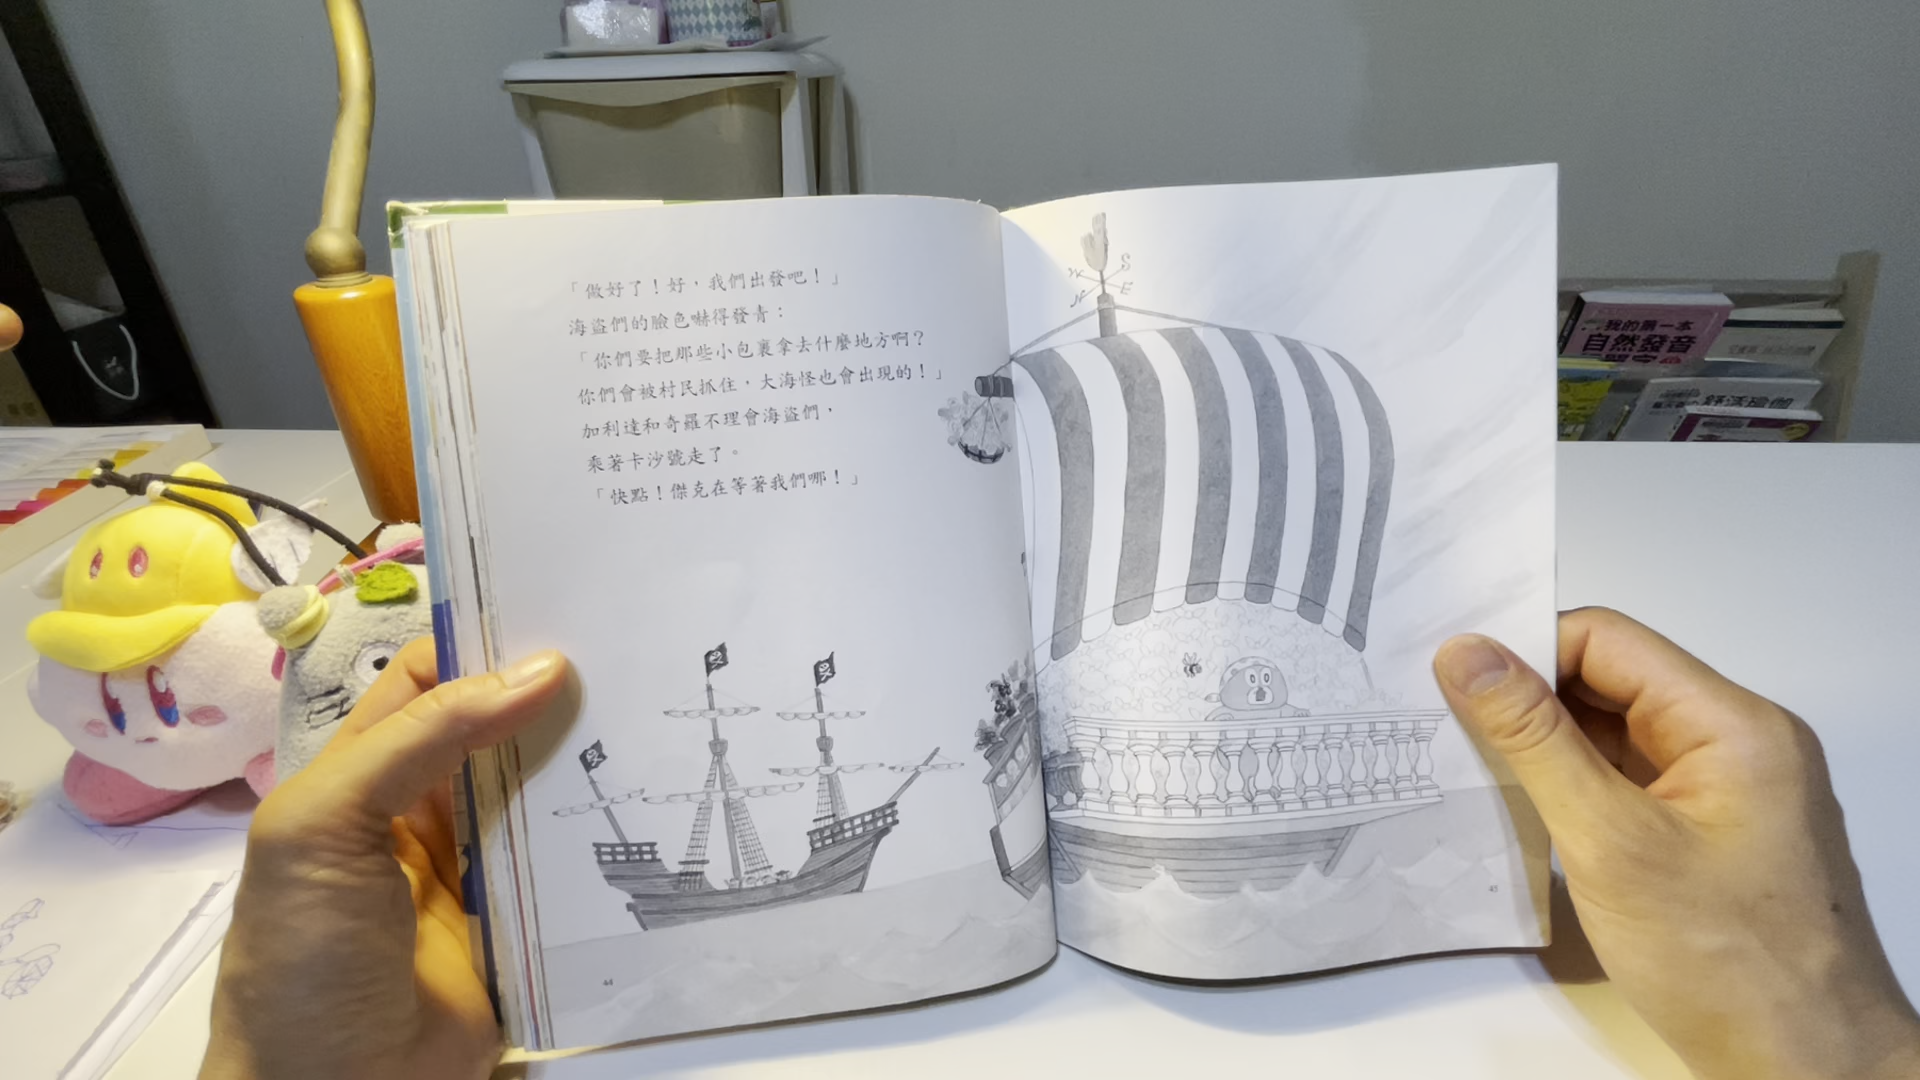 「做好了！好，我們出發吧！」
海盜們的臉色嚇得發青：
「你們要把那些小包裹拿去什麼地方啊？
你們會被村民抓住，大海怪也會出現的！」
加利達和奇羅不理會海盜們，
乘著卡沙號走了。
「快點！傑克在等著我們哪！」
44
S
W
E
N
45
我的第一本
自然發音